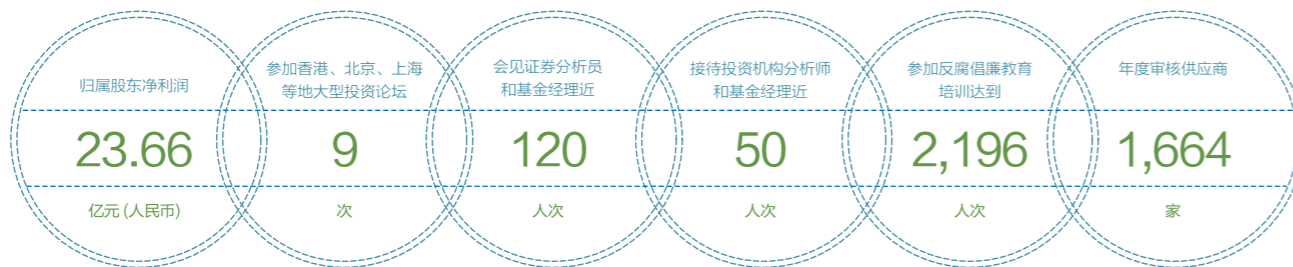 归属股东净利润
23.66
亿元 (人民币)
参加香港、北京、上海
等地大型投资论坛
9
次
会见证券分析员
和基金经理近
120
人次
接待投资机构分析师
和基金经理近
50
人次
参加反腐倡廉教育
培训达到
2,196
人次
年度审核供应商
1,664
家